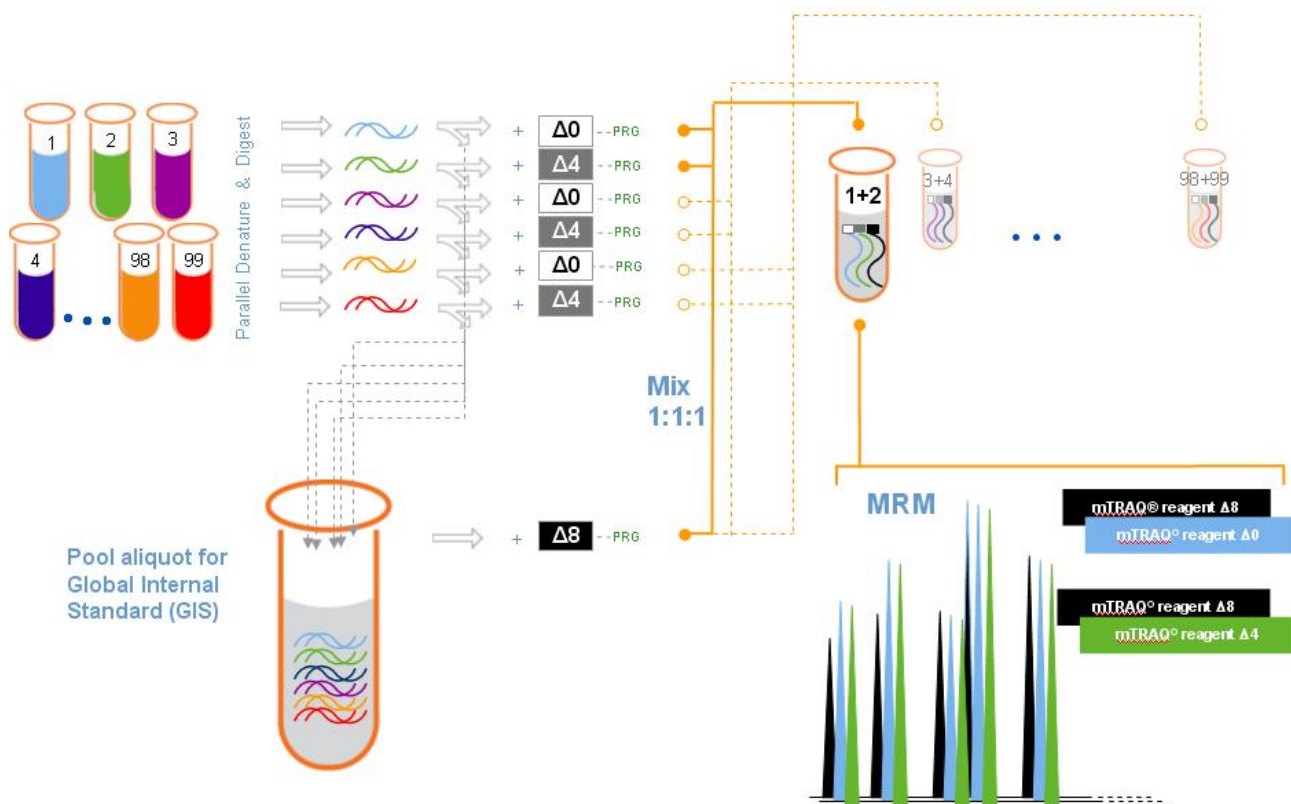 1
2
3
4
98
99
Parallel Denature & Digest
+ Δ0 --PRG
+ Δ4 --PRG
+ Δ0 --PRG
+ Δ4 --PRG
+ Δ0 --PRG
+ Δ4 --PRG
1+2
3+4
98+99
Mix
1:1:1
Pool aliquot for
Global Internal
Standard (GIS)
+ Δ8 --PRG
MRM
mTRAQ® reagent Δ8
mTRAQ® reagent Δ0
mTRAQ® reagent Δ8
mTRAQ® reagent Δ4